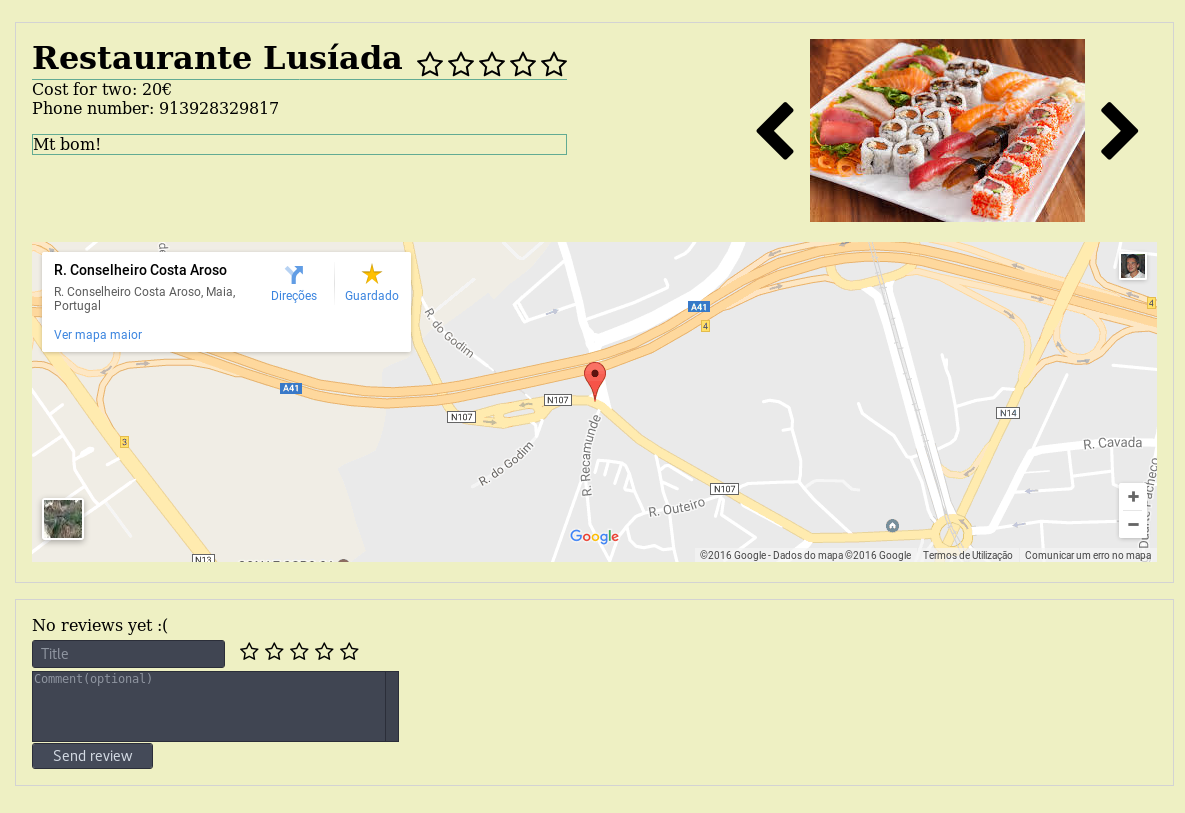 Restaurante Lusíada
Cost for two: 20€
Phone number: 913928329817
Mt bom!
R. Conselheiro Costa Aroso
R. Conselheiro Costa Aroso, Maia,
Portugal
Direções
Guardado
Ver mapa maior
R. do Godim
A41
4
4
A41
N107
N107
N14
3
R. Recamunde
R. do Godim
R. Cavada
N107
R. Outeiro
Pacheco
+
−
Google
N13
©2016 Google - Dados do mapa ©2016 Google
Termos de Utilização
Comunicar um erro no mapa
No reviews yet :(
Title
Comment(optional)
Send review